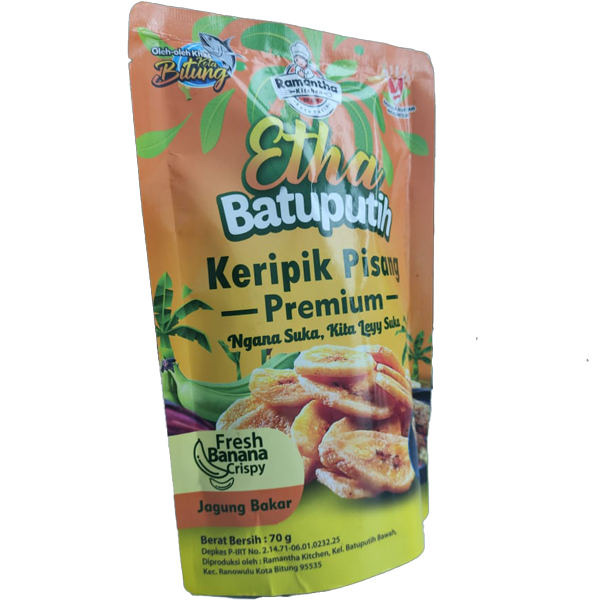 Oleh-oleh Kh
Kota
Bitung
Ramantha
Kitchen
Etha
Batuputih
Keripik Pisang
Premium
Ngana Suka, Kita Leyy Suka
Fresh
Banana
Crispy
Jagung Bakar
Berat Bersih : 70 g
Depkes P-IRT No. 2.14.71-06.01.0232.25
Diproduksi oleh : Ramantha Kitchen, Kel. Batuputih Bawah,
Kec. Ranowulu Kota Bitung 95535